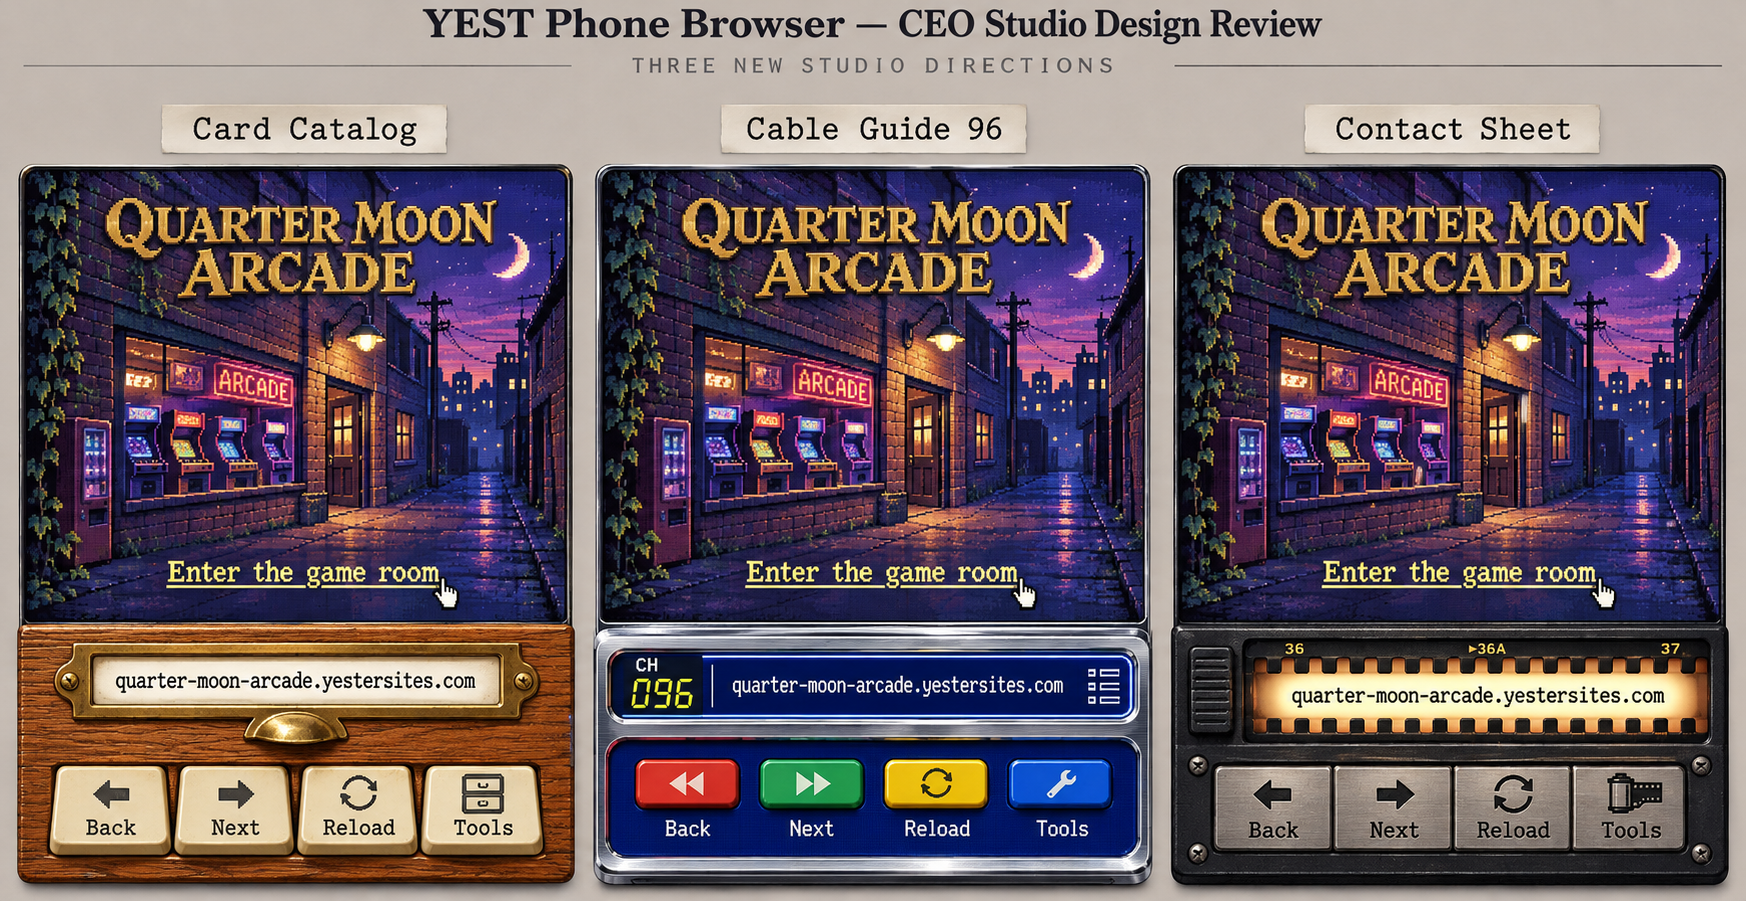 YEST Phone Browser — CEO Studio Design Review
THREE NEW STUDIO DIRECTIONS
Card Catalog
QUARTER MOON
ARCADE
ARCADE
Enter the game room
quarter-moon-arcade.yestersites.com
Back
Next
Reload
Tools
Cable Guide 96
QUARTER MOON
ARCADE
ARCADE
Enter the game room
CH
096
quarter-moon-arcade.yestersites.com
Back
Next
Reload
Tools
Contact Sheet
QUARTER MOON
ARCADE
ARCADE
Enter the game room
36
▸36A
37
quarter-moon-arcade.yestersites.com
Back
Next
Reload
Tools